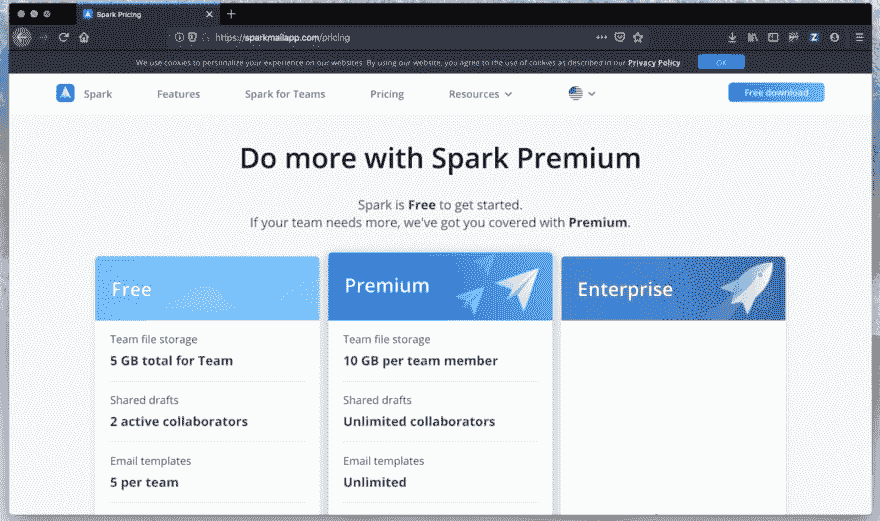 Spark Pricing
https://sparkmailapp.com/pricing
We use cookies to personalize your experience on our websites. By using our website, you agree to the use of cookies as described in our Privacy Policy
OK
Spark
Features
Spark for Teams
Pricing
Resources
Free download
Do more with Spark Premium
Spark is Free to get started.
If your team needs more, we've got you covered with Premium.
Free
Team file storage
5 GB total for Team
Shared drafts
2 active collaborators
Email templates
5 per team
Premium
Team file storage
10 GB per team member
Shared drafts
Unlimited collaborators
Email templates
Unlimited
Enterprise